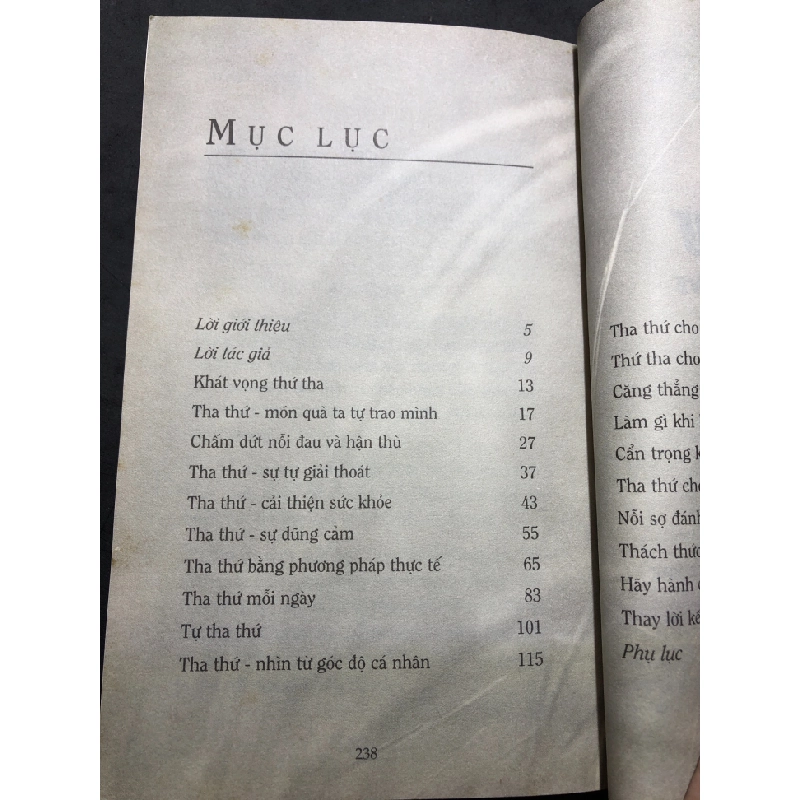 MỤC LỤC
Lời giới thiệu 5
Lời tác giả 9
Khát vọng thứ tha 13
Tha thứ - món quà ta tự trao mình 17
Chấm dứt nỗi đau và hận thù 27
Tha thứ - sự tự giải thoát 37
Tha thứ - cải thiện sức khỏe 43
Tha thứ - sự dũng cảm 55
Tha thứ bằng phương pháp thực tế 65
Tha thứ mỗi ngày 83
Tự tha thứ 101
Tha thứ - nhìn từ góc độ cá nhân 115
238
Tha thứ cho
Thứ tha cho
Căng thẳng
Làm gì khi
Cẩn trọng
Tha thứ
Nỗi sợ
Thách thức
Hãy hành
Thay lời
Phụ lục